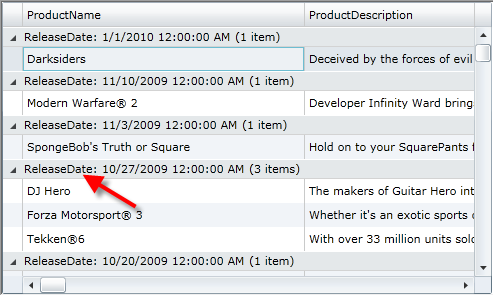 ProductName ProductDescription
ReleaseDate: 1/1/2010 12:00:00 AM (1 item)
Darksiders Deceived by the forces of evil
ReleaseDate: 11/10/2009 12:00:00 AM (1 item)
Modern Warfare® 2 Developer Infinity Ward bring
ReleaseDate: 11/3/2009 12:00:00 AM (1 item)
SpongeBob's Truth or Square Hold on to your SquarePants f
ReleaseDate: 10/27/2009 12:00:00 AM (3 items)
DJ Hero The makers of Guitar Hero int
Forza Motorsport® 3 Whether it's an exotic sports c
Tekken®6 With over 33 million units sold
ReleaseDate: 10/20/2009 12:00:00 AM (1 item)